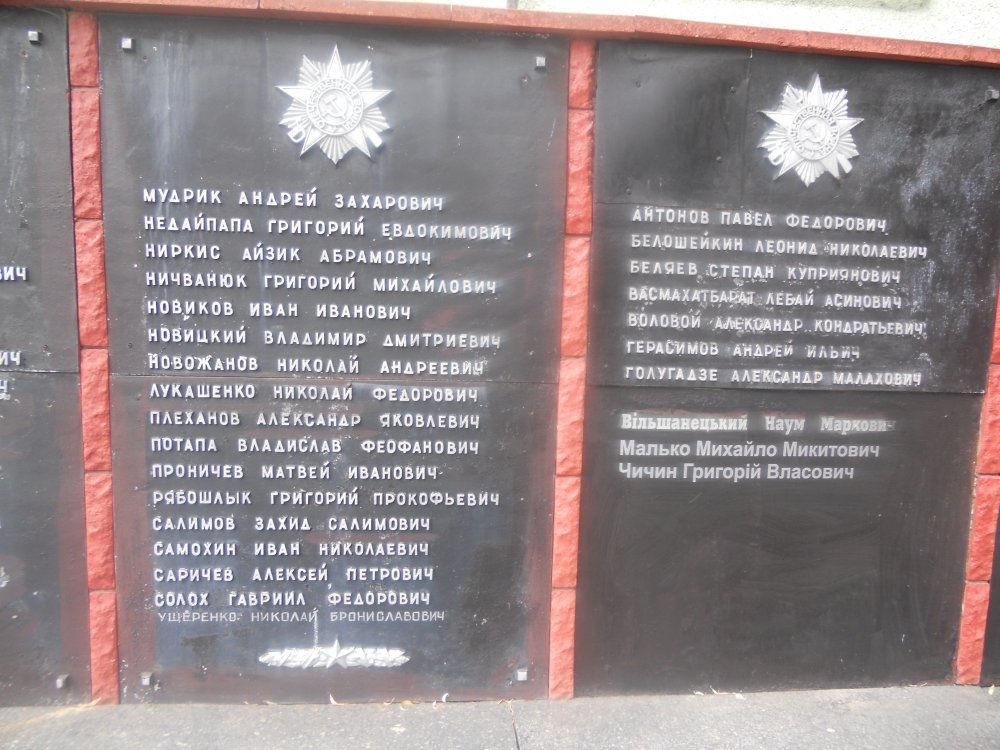 ВИЧ
ИЧ
МУДРИК АНДРЕЙ ЗАХАРОВИЧ
НЕДАЙПАПА ГРИГОРИЙ ЕВДОКИМОВИЧ
НИРКИС АЙЗИК АБРАМОВИЧ
НИЧВАНЮК ГРИГОРИЙ МИХАЙЛОВИЧ
НОВИКОВ ИВАН ИВАНОВИЧ
НОВИЦКИЙ ВЛАДИМИР ДМИТРИЕВИЧ
НОВОЖАНОВ НИКОЛАЙ АНДРЕЕВИЧ
ЛУКАШЕНКО НИКОЛАЙ ФЕДОРОВИЧ
ПЛЕХАНОВ АЛЕКСАНДР ЯКОВЛЕВИЧ
ПОТАПА ВЛАДИСЛАВ ФЕОФАНОВИЧ
ПРОНИЧЕВ МАТВЕЙ ИВАНОВИЧ
РЯБОШЛЫК ГРИГОРИЙ ПРОКОФЬЕВИЧ
САЛИМОВ ЗАХИД САЛИМОВИЧ
САМОХИН ИВАН НИКОЛАЕВИЧ
САРИЧЕВ АЛЕКСЕЙ ПЕТРОВИЧ
СОЛОХ ГАВРИИЛ ФЕДОРОВИЧ
УЩЕРЕНКО НИКОЛАЙ БРОНИСЛАВОВИЧ
АНТОНОВ ПАВЕЛ ФЕДОРОВИЧ
БЕЛОШЕЙКИН ЛЕОНИД НИКОЛАЕВИЧ
БЕЛЯЕВ СТЕПАН КУПРИЯНОВИЧ
ВАСМАХАТБАРАТ ЛЕБАЙ АСИНОВИЧ
ВОЛОВОЙ АЛЕКСАНДР КОНДРАТЬЕВИЧ
ГЕРАСИМОВ АНДРЕЙ ИЛЬИЧ
ГОЛУГАДЗЕ АЛЕКСАНДР МАЛАХОВИЧ
Вільшанецький Наум Маркович
Малько Михайло Микитович
Чичин Григорій Власович